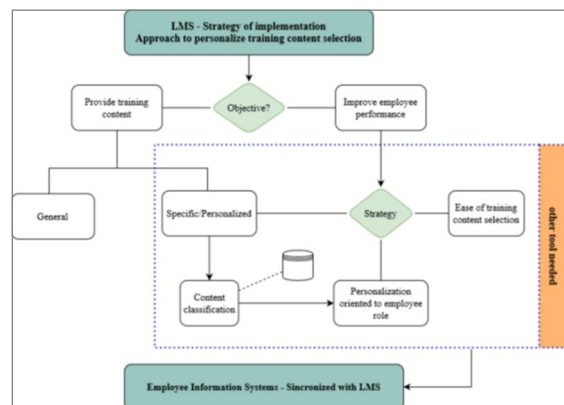 LMS - Strategy of implementation
Approach to personalize training content selection
Provide training
content
Objective?
Improve employee
performance
General
Specific/Personalized
Strategy
Ease of training
content selection
other tool needed
Content
classification
Personalization
oriented to employee
role
Employee Information Systems - Sincronized with LMS